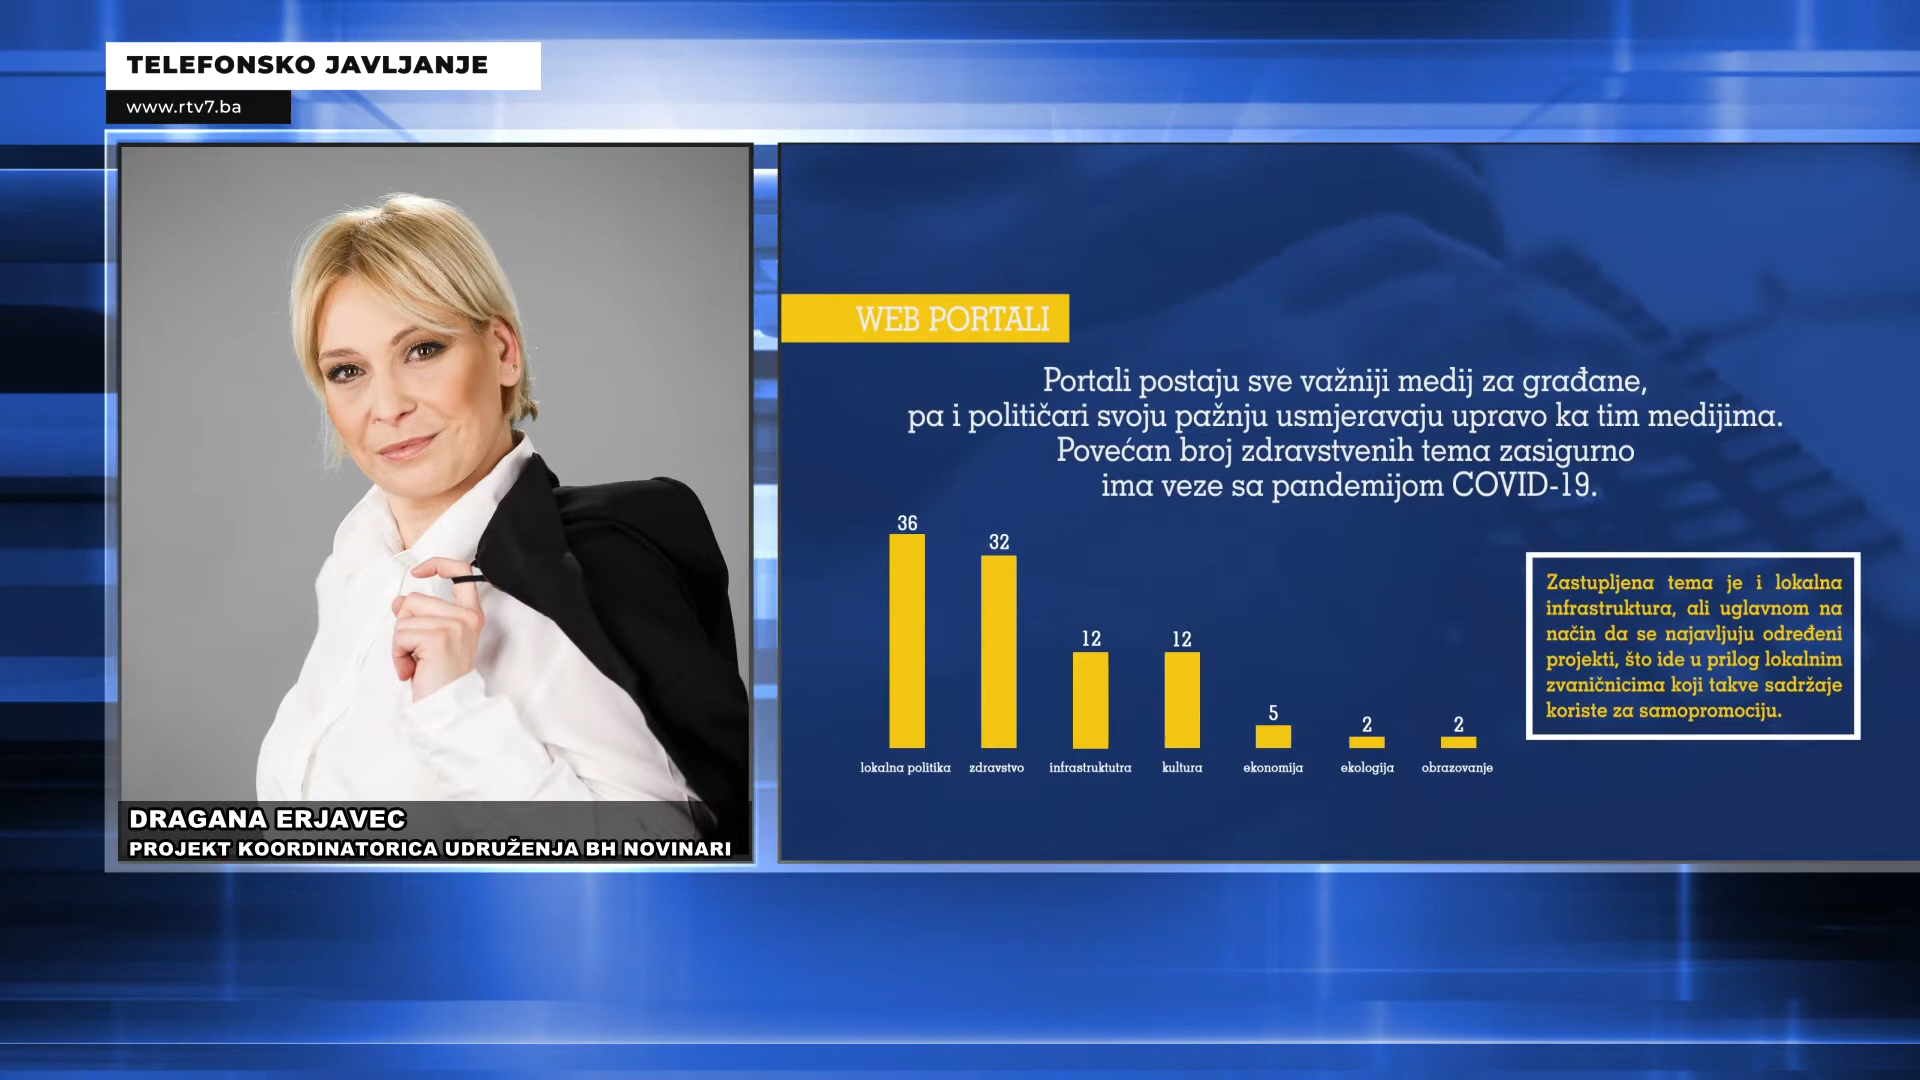 TELEFONSKO JAVLJANJE
www.rtv7.ba
WEB PORTALI
Portali postaju sve važniji medij za građane,
pa i političari svoju pažnju usmjeravaju upravo ka tim medijima.
Povećan broj zdravstvenih tema zasigurno
ima veze sa pandemijom COVID-19.
36
32
12
12
5
2
2
lokalna politika
zdravstvo
infrastruktutra
kultura
ekonomija
ekologija
obrazovanje
Zastupljena tema je i lokalna
infrastruktura, ali uglavnom na
način da se najavljuju određeni
projekti, što ide u prilog lokalnim
zvaničnicima koji takve sadržaje
koriste za samopromociju.
DRAGANA ERJAVEC
PROJEKT KOORDINATORICA UDRUŽENJA BH NOVINARI